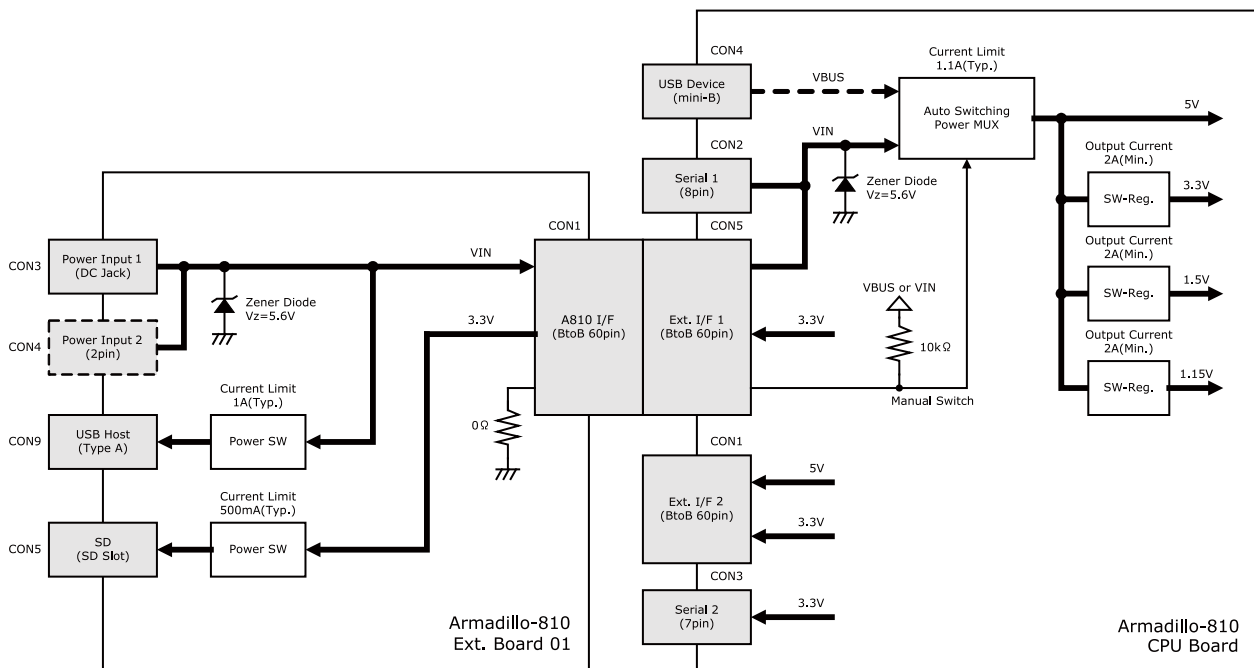 CON4
USB Device
(mini-B)
VBUS
Current Limit
1.1A(Typ.)
Auto Switching
Power MUX
5V
CON2
Serial 1
(8pin)
VIN
Zener Diode
Vz=5.6V
Output Current
2A(Min.)
SW-Reg.
3.3V
Output Current
2A(Min.)
SW-Reg.
1.5V
Output Current
2A(Min.)
SW-Reg.
1.15V
CON3
Power Input 1
(DC Jack)
VIN
Zener Diode
Vz=5.6V
CON4
Power Input 2
(2pin)
3.3V
CON1
A810 I/F
(BtoB 60pin)
0Ω
CON5
Ext. I/F 1
(BtoB 60pin)
3.3V
VBUS or VIN
10kΩ
Manual Switch
CON9
USB Host
(Type A)
Current Limit
1A(Typ.)
Power SW
CON5
SD
(SD Slot)
Current Limit
500mA(Typ.)
Power SW
CON1
Ext. I/F 2
(BtoB 60pin)
5V
3.3V
CON3
Serial 2
(7pin)
3.3V
Armadillo-810
Ext. Board 01
Armadillo-810
CPU Board